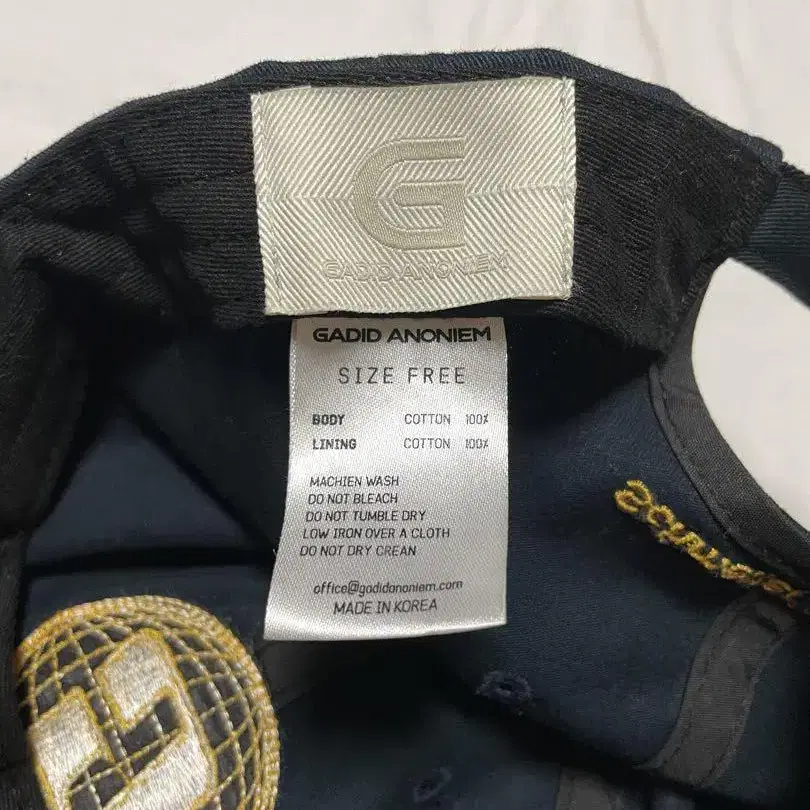 G
GADID ANONIEM
GADID ANONIEM
SIZE FREE
BODY COTTON 100%
LINING COTTON 100%
MACHIEN WASH
DO NOT BLEACH
DO NOT TUMBLE DRY
LOW IRON OVER A CLOTH
DO NOT DRY CREAN
office@gadidanoniem.com
MADE IN KOREA